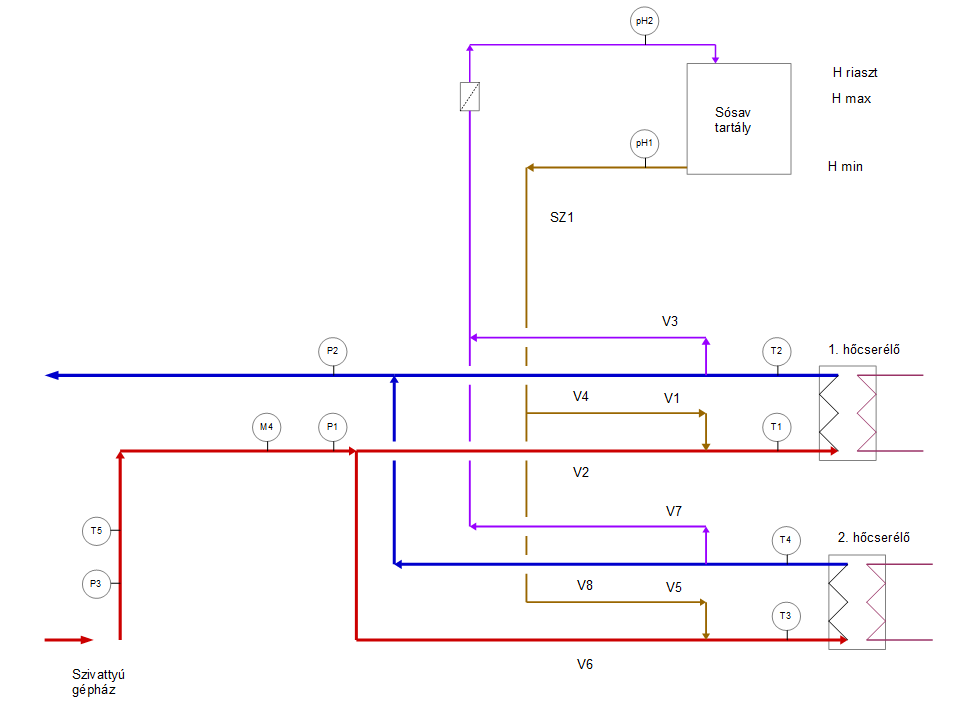 pH2
H riaszt
H max
Sósav
tartály
pH1
H min
SZ1
V3
P2
T2
1. hőcserélő
V4
V1
M4
P1
T1
V2
V7
T5
T4
2. hőcserélő
P3
V8
V5
T3
V6
Szivattyú
gépház